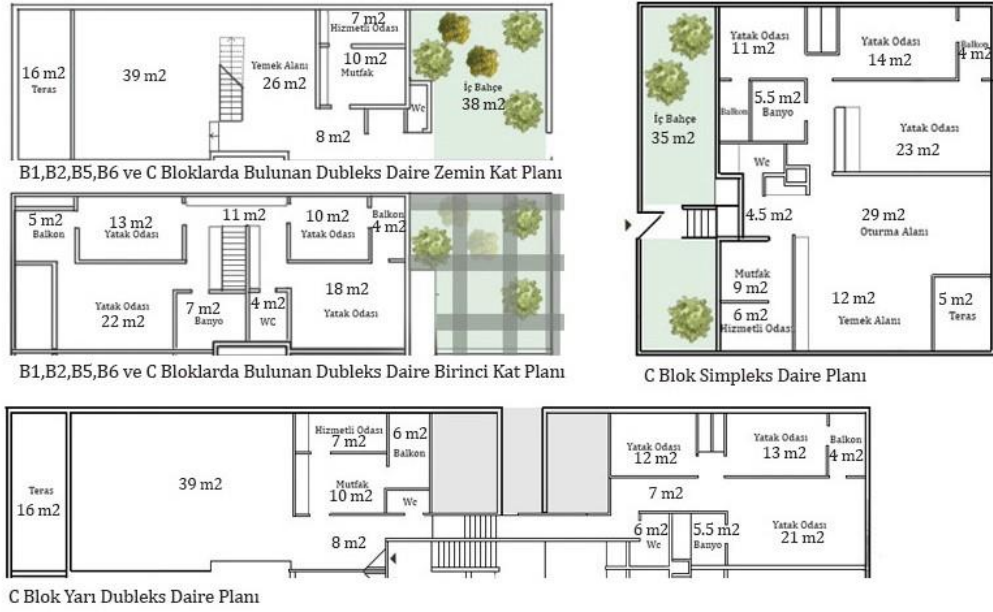 16 m2
Teras
39 m2
Yemek Alanı
26 m2
7 m2
Hizmetli Odası
10 m2
Mutfak
Wc
8 m2
İç Bahçe
38 m2
B1,B2,B5,B6 ve C Bloklarda Bulunan Dubleks Daire Zemin Kat Planı
5 m2
Balkon
13 m2
Yatak Odası
11 m2
10 m2
Yatak Odası
Balkon
4 m2
Yatak Odası
22 m2
7 m2
Banyo
4 m2
WC
18 m2
Yatak Odası
B1,B2,B5,B6 ve C Bloklarda Bulunan Dubleks Daire Birinci Kat Planı
Yatak Odası
11 m2
Yatak Odası
14 m2
Balkon
4 m2
İç Bahçe
35 m2
Balkon
5.5 m2
Banyo
Yatak Odası
23 m2
Wc
4.5 m2
29 m2
Oturma Alanı
Mutfak
9 m2
6 m2
Hizmetli Odası
12 m2
Yemek Alanı
5 m2
Teras
C Blok Simpleks Daire Planı
Teras
16 m2
39 m2
Hizmetli Odası
7 m2
6 m2
Balkon
Mutfak
10 m2
Wc
8 m2
Yatak Odası
12 m2
Yatak Odası
13 m2
Balkon
4 m2
7 m2
6 m2
Wc
5.5 m2
Banyo
Yatak Odası
21 m2
C Blok Yarı Dubleks Daire Planı